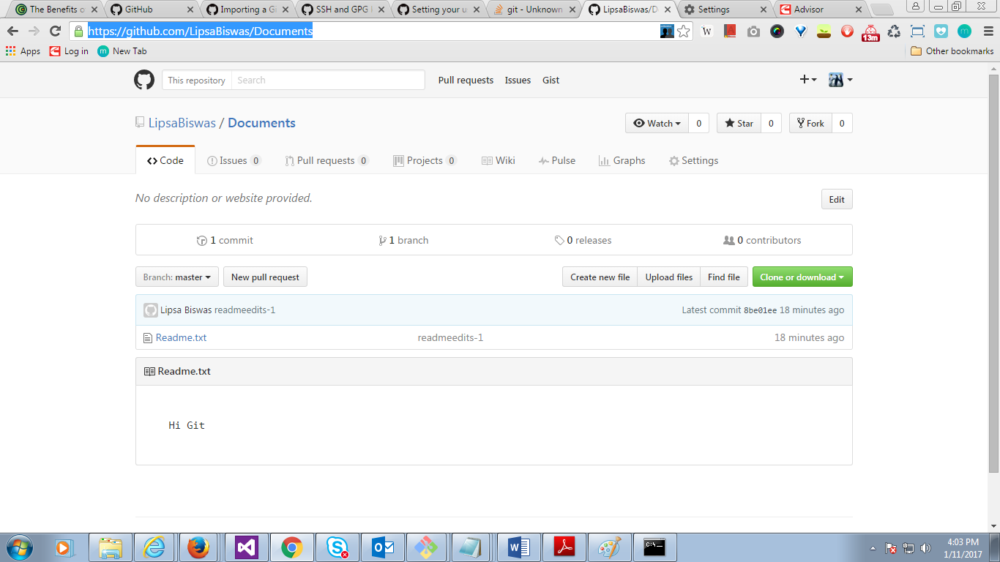 The Benefits o GitHub Importing a Gi SSH and GPG Setting your u git - Unknown LipsaBiswas/D Settings Advisor
https://github.com/LipsaBiswas/Documents W 13m m
Apps Log in m New Tab Other bookmarks
This repository Search Pull requests Issues Gist
LipsaBiswas / Documents Watch 0 Star 0 Fork 0
Code Issues 0 Pull requests 0 Projects 0 Wiki Pulse Graphs Settings
No description or website provided. Edit
1 commit 1 branch 0 releases 0 contributors
Branch: master New pull request Create new file Upload files Find file Clone or download
Lipsa Biswas readmeedits-1 Latest commit 8be01ee 18 minutes ago
Readme.txt readmeedits-1 18 minutes ago
Readme.txt
Hi Git
4:03 PM
1/11/2017